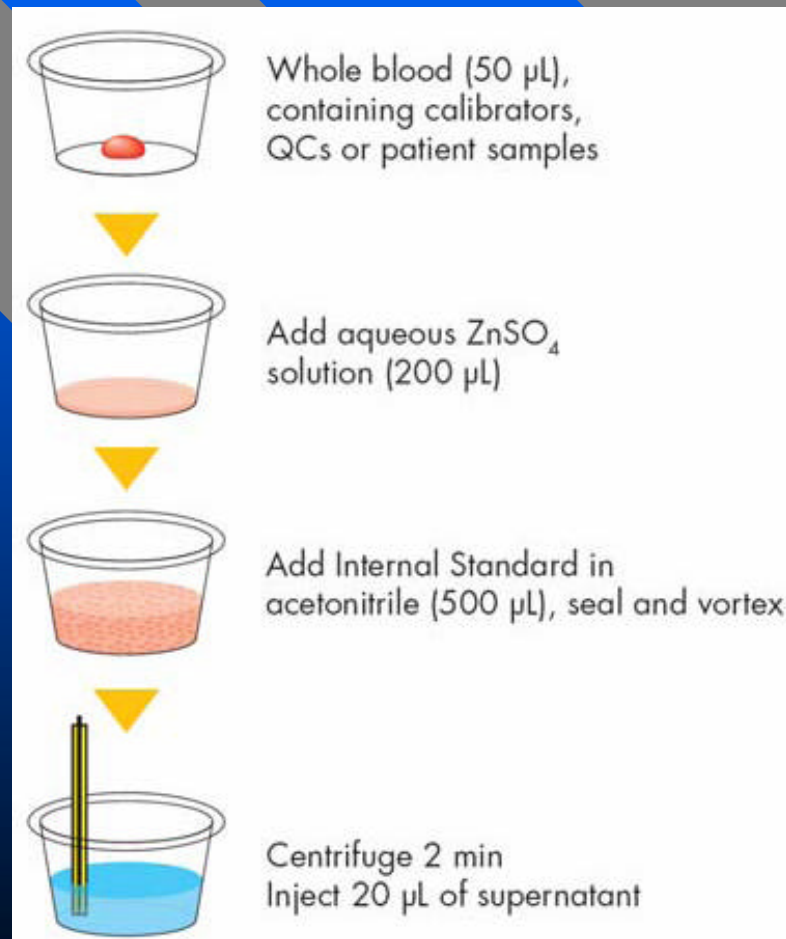 Whole blood (50 µL),
containing calibrators,
QCs or patient samples
Add aqueous ZnSO₄
solution (200 µL)
Add Internal Standard in
acetonitrile (500 µL), seal and vortex
Centrifuge 2 min
Inject 20 µL of supernatant